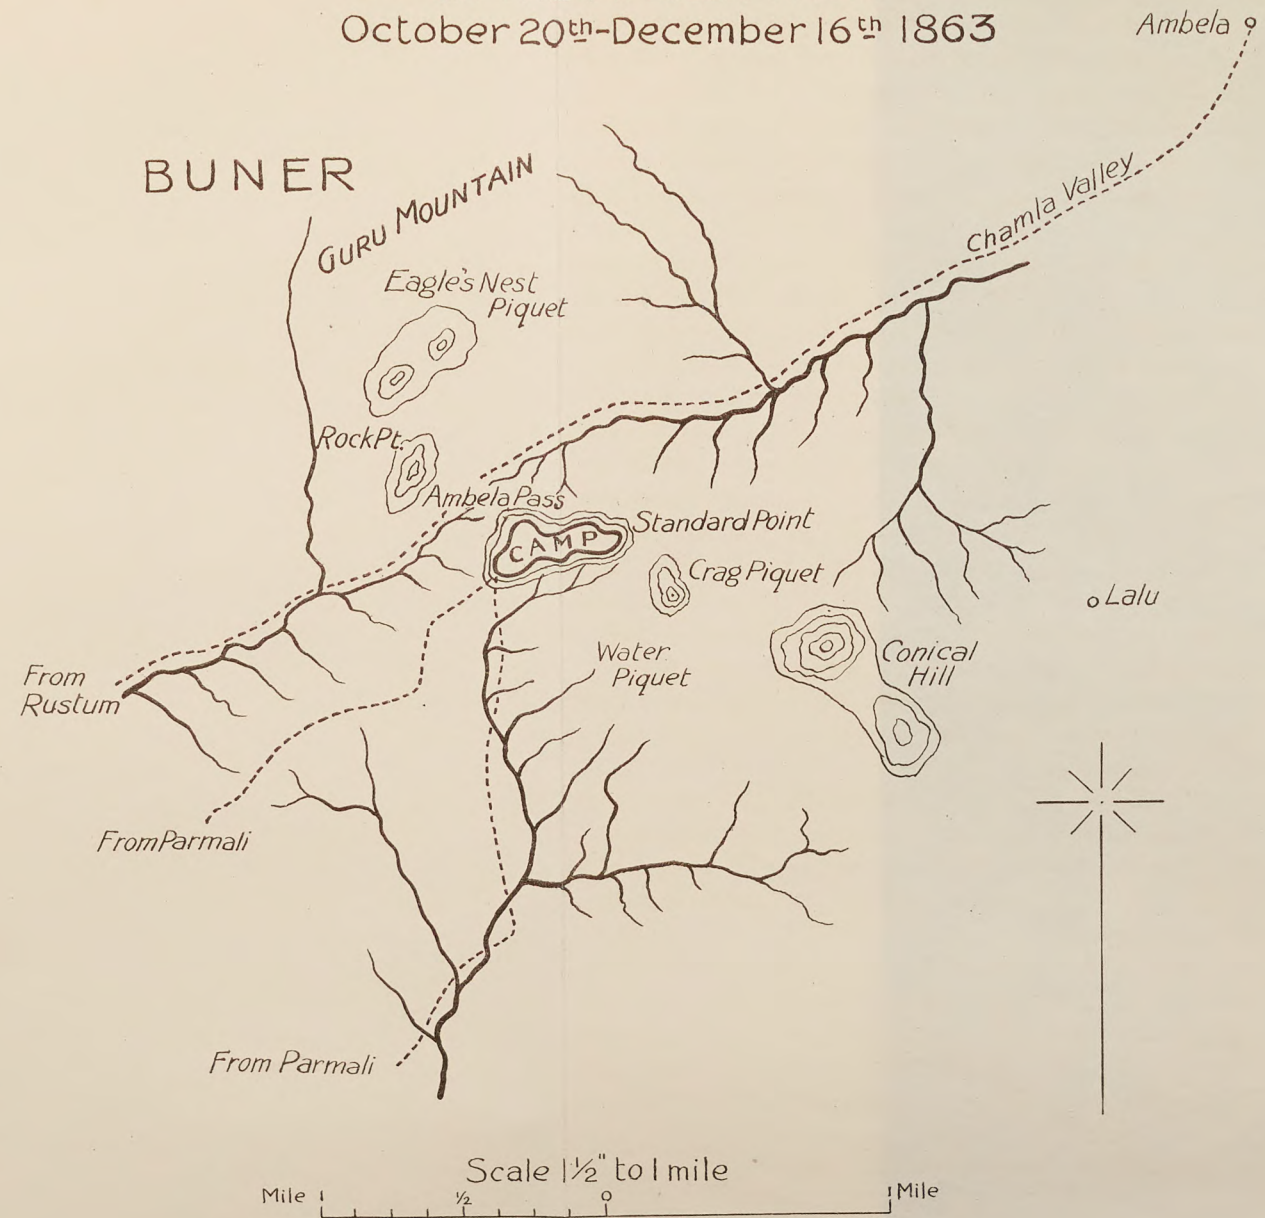 October 20th-December 16th 1863
Ambela
BUNER
GURU MOUNTAIN
Chamla Valley
Eagle's Nest
Piquet
Rock Pt.
Ambela Pass
CAMP
Standard Point
Crag Piquet
Lalu
Water
Piquet
Conical
Hill
From
Rustum
From Parmali
From Parmali
Scale 1½" to 1 mile
Mile 1 ½ 0 1 Mile